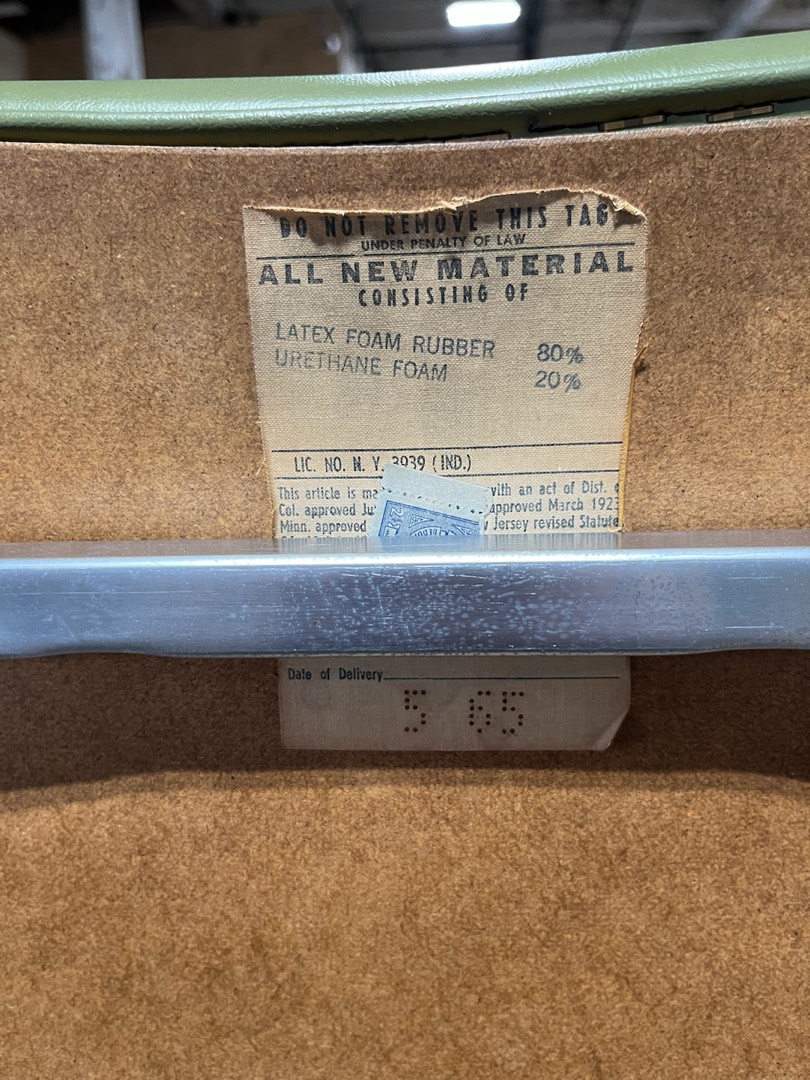 DO NOT REMOVE THIS TAG
UNDER PENALTY OF LAW
ALL NEW MATERIAL
CONSISTING OF
LATEX FOAM RUBBER 80%
URETHANE FOAM 20%
LIC. NO. N. Y. 3939 (IND.)
This article is ma with an act of Dist.
Col. approved Ju approved March 1923
Minn. approved Jersey revised Statute
Date of Delivery
5 65